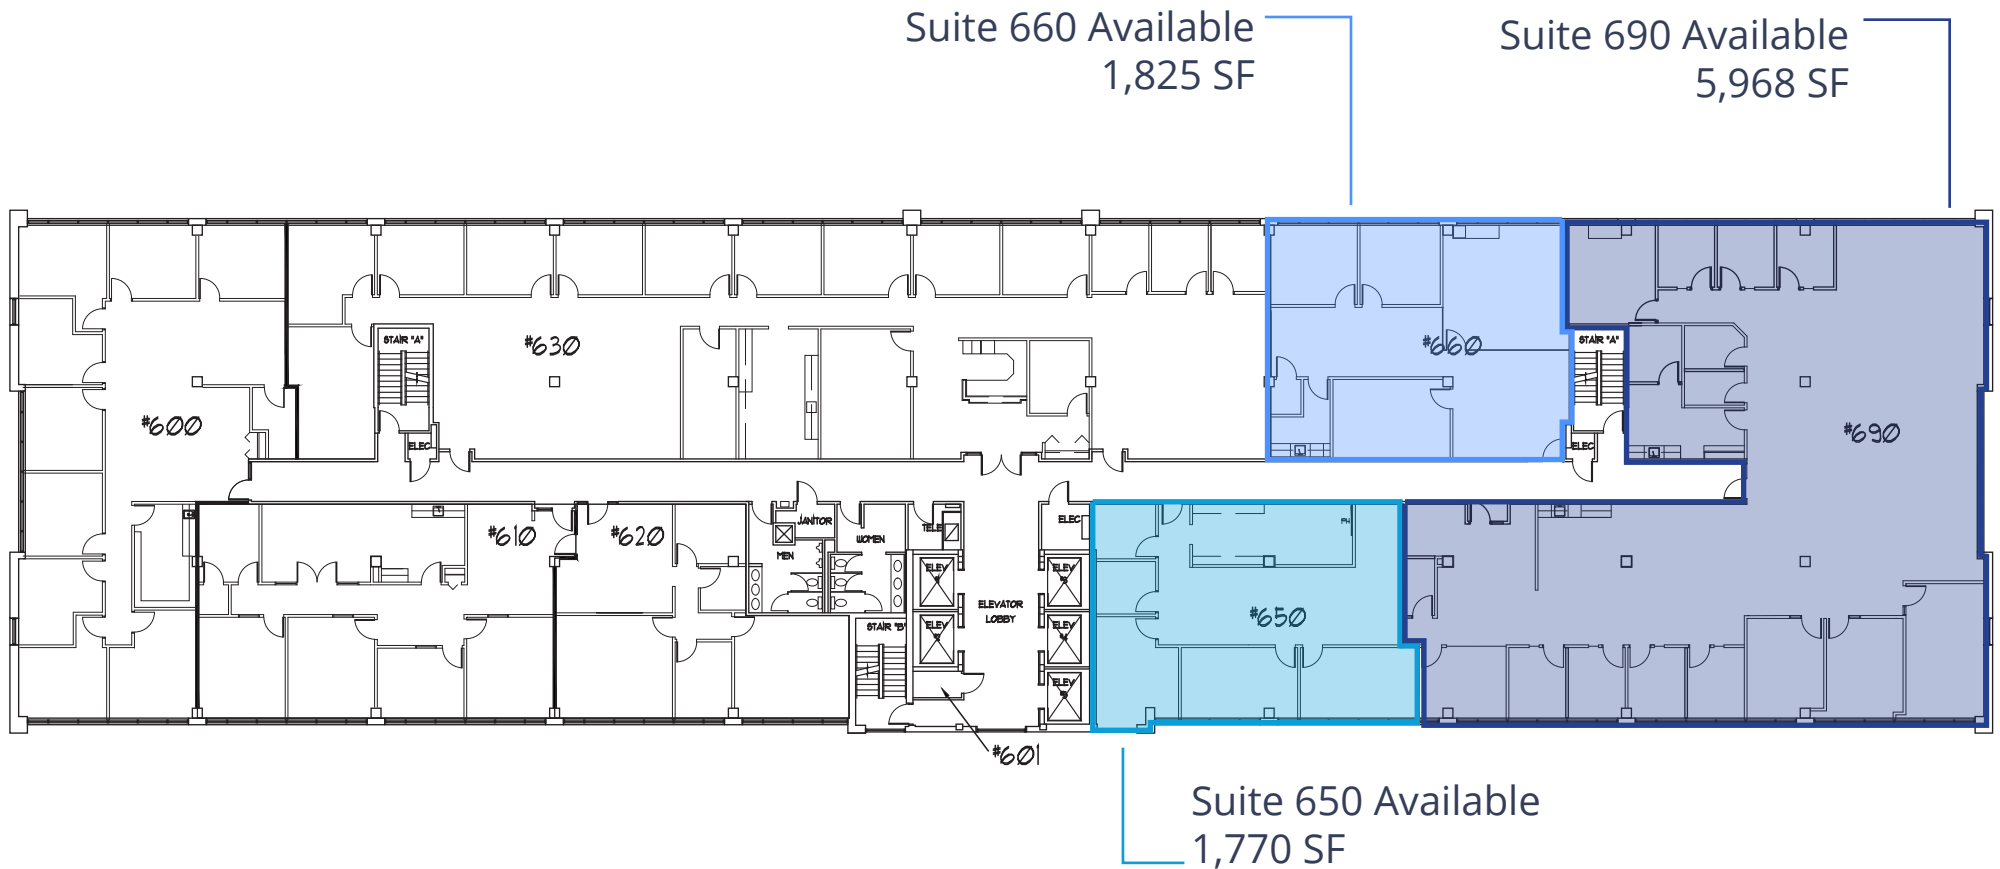 Suite 660 Available
1,825 SF
Suite 690 Available
5,968 SF
STAIR "A"
#630
#660
STAIR "A"
#600
ELEC
ELEC
#690
#610
#620
JANITOR
MEN
WOMEN
TELE
ELEC
PH
ELEV
ELEV
ELEVATOR
LOBBY
#650
STAIR "B"
ELEV
ELEV
ELEV
#601
Suite 650 Available
1,770 SF